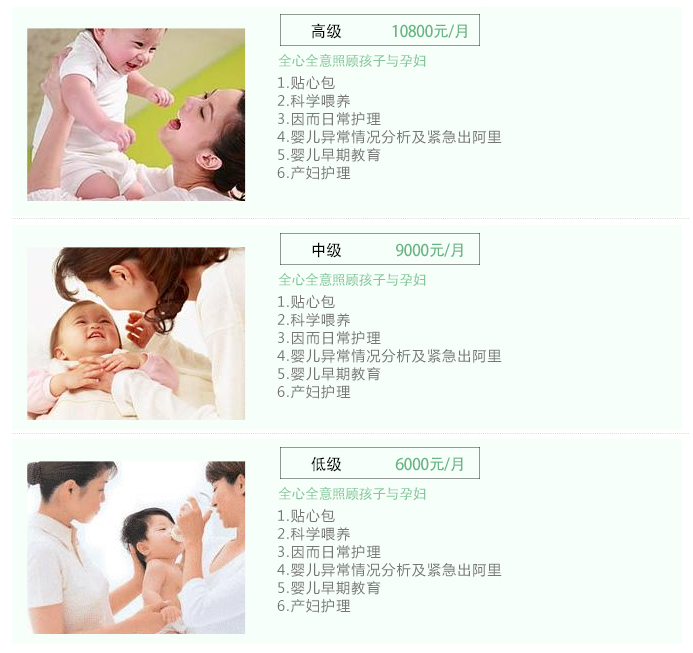 高级 10800元/月
全心全意照顾孩子与孕妇
1.贴心包
2.科学喂养
3.因而日常护理
4.婴儿异常情况分析及紧急出阿里
5.婴儿早期教育
6.产妇护理
中级 9000元/月
全心全意照顾孩子与孕妇
1.贴心包
2.科学喂养
3.因而日常护理
4.婴儿异常情况分析及紧急出阿里
5.婴儿早期教育
6.产妇护理
低级 6000元/月
全心全意照顾孩子与孕妇
1.贴心包
2.科学喂养
3.因而日常护理
4.婴儿异常情况分析及紧急出阿里
5.婴儿早期教育
6.产妇护理